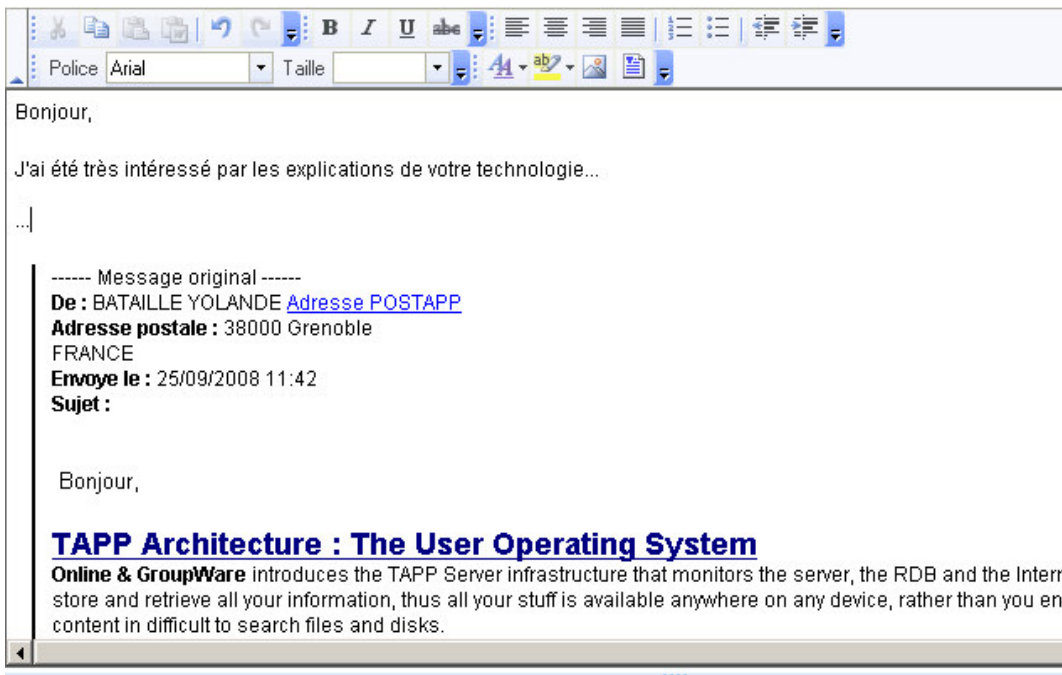 B I U abc
Police Arial Taille A ab
Bonjour,
J'ai été très intéressé par les explications de votre technologie...
...
------ Message original ------
De : BATAILLE YOLANDE Adresse POSTAPP
Adresse postale : 38000 Grenoble
FRANCE
Envoye le : 25/09/2008 11:42
Sujet :
Bonjour,
TAPP Architecture : The User Operating System
Online & GroupWare introduces the TAPP Server infrastructure that monitors the server, the RDB and the Intern
store and retrieve all your information, thus all your stuff is available anywhere on any device, rather than you en
content in difficult to search files and disks.